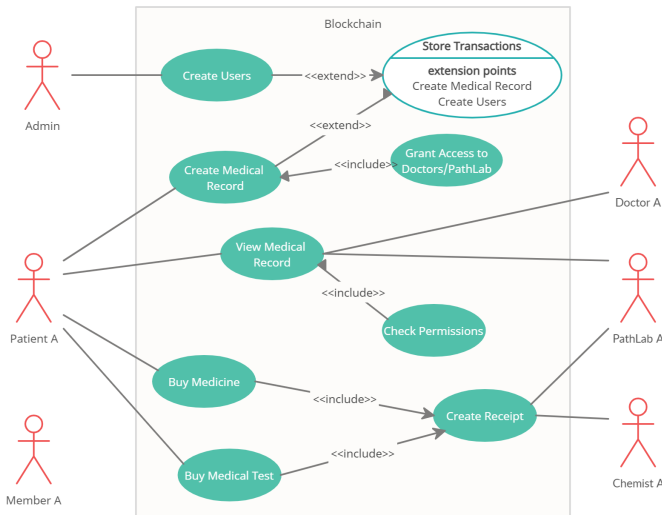 Blockchain
Store Transactions
extension points
Create Medical Record
Create Users
Create Users
<<extend>>
Admin
<<extend>>
Grant Access to
Doctors/PathLab
<<include>>
Create Medical
Record
Doctor A
View Medical
Record
<<include>>
Check Permissions
Patient A
PathLab A
Buy Medicine
<<include>>
Create Receipt
<<include>>
Buy Medical Test
Member A
Chemist A